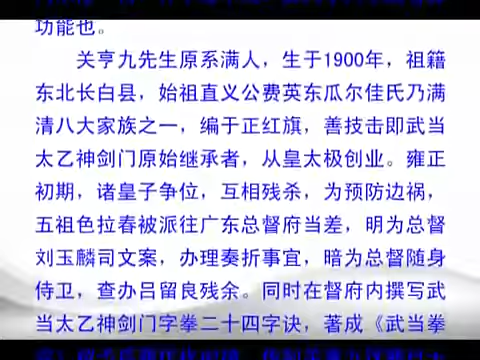 功能也。
关亨九先生原系满人，生于1900年，祖籍
东北长白县，始祖直义公费英东瓜尔佳氏乃满
清八大家族之一，编于正红旗，善技击即武当
太乙神剑门原始继承者，从皇太极创业。雍正
初期，诸皇子争位，互相残杀，为预防边祸，
五祖色拉春被派往广东总督府当差，明为总督
刘玉麟司文案，办理奏折事宜，暗为总督随身
侍卫，查办吕留良残余。同时在督府内撰写武
当太乙神剑门字拳二十四字诀，著成《武当拳